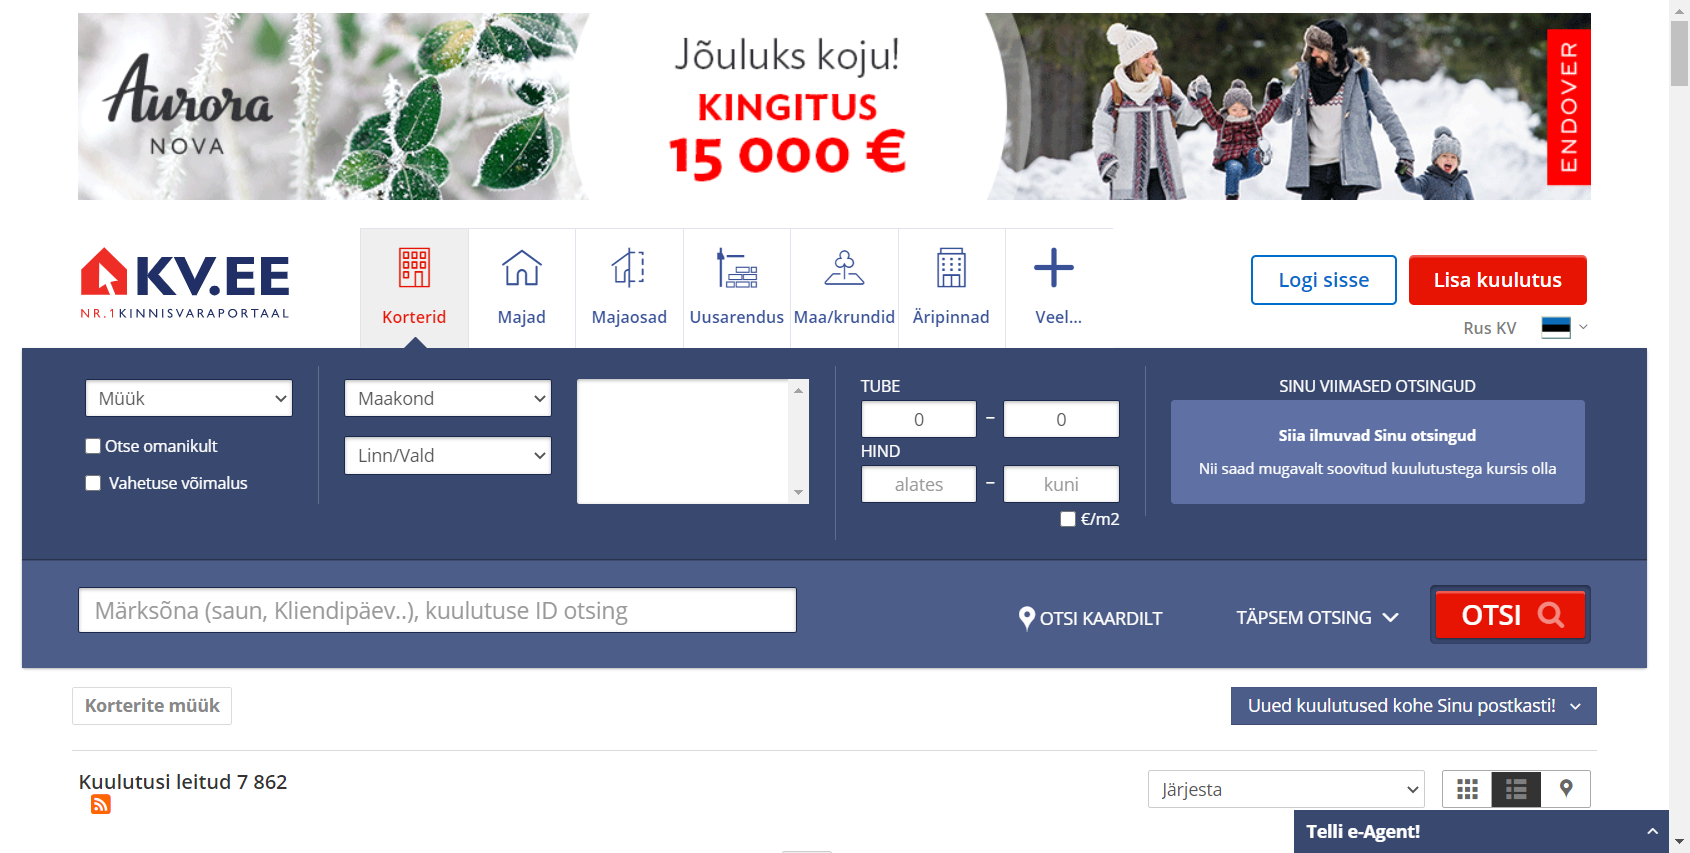 Aurora
NOVA
Jõuluks koju!
KINGITUS
15 000 €
ENDOVER
KV.EE
NR.1 KINNISVARAPORTAAL
Korterid
Majad
Majaosad
Uusarendus
Maa/krundid
Äripinnad
Veel...
Logi sisse
Lisa kuulutus
Rus KV
Müük
Otse omanikult
Vahetuse võimalus
Maakond
Linn/Vald
TUBE
0 – 0
HIND
alates – kuni
€/m2
SINU VIIMASED OTSINGUD
Siia ilmuvad Sinu otsingud
Nii saad mugavalt soovitud kuulutustega kursis olla
Märksõna (saun, Kliendipäev..), kuulutuse ID otsing
OTSI KAARDILT
TÄPSEM OTSING
OTSI
Korterite müük
Uued kuulutused kohe Sinu postkasti!
Kuulutusi leitud 7 862
Järjesta
Telli e-Agent!